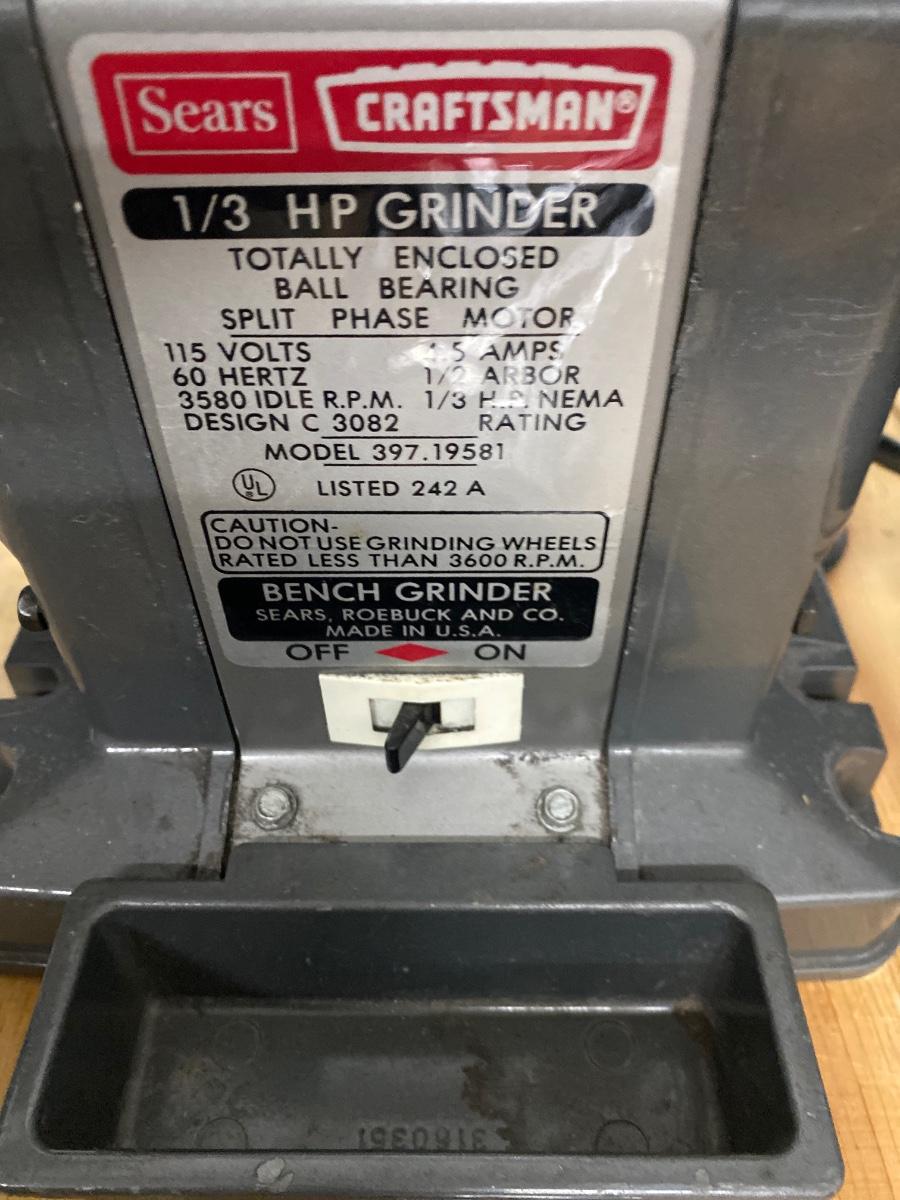 Sears CRAFTSMAN®
1/3 HP GRINDER
TOTALLY ENCLOSED
BALL BEARING
SPLIT PHASE MOTOR
115 VOLTS .5 AMPS
60 HERTZ 1/2 ARBOR
3580 IDLE R.P.M. 1/3 H.P. NEMA
DESIGN C 3082 RATING
MODEL 397.19581
UL® LISTED 242 A
CAUTION-
DO NOT USE GRINDING WHEELS
RATED LESS THAN 3600 R.P.M.
BENCH GRINDER
SEARS, ROEBUCK AND CO.
MADE IN U.S.A.
OFF ON